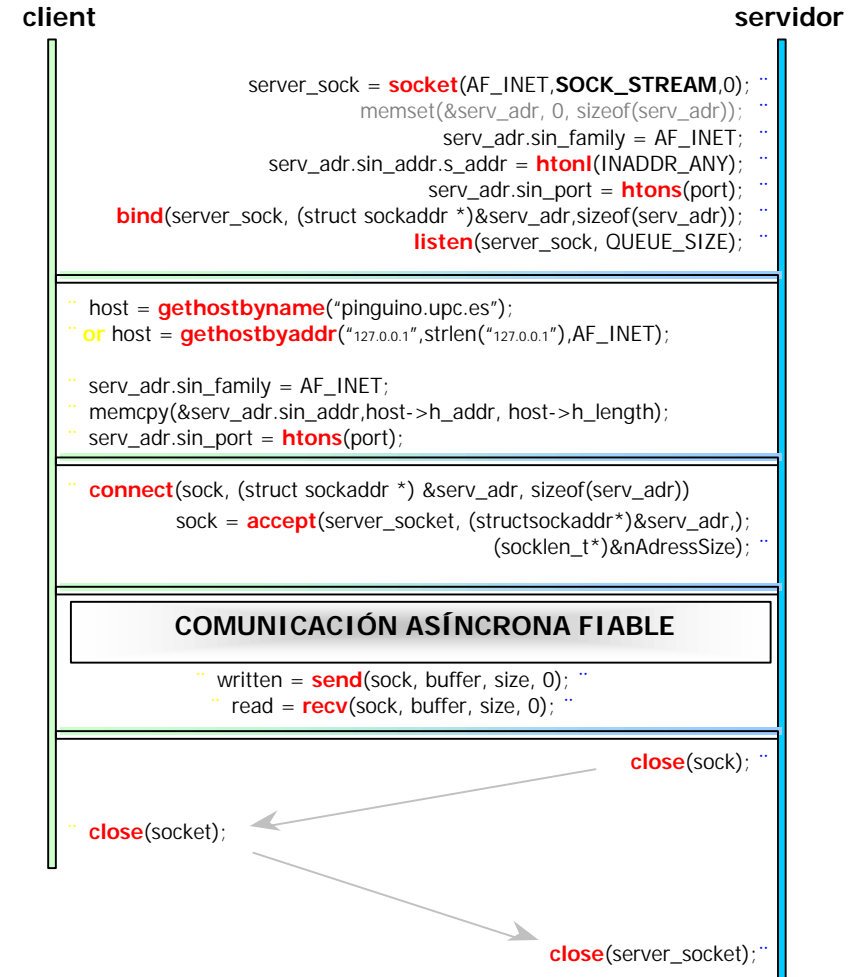 client servidor
server_sock = socket(AF_INET,SOCK_STREAM,0); ¨
memset(&serv_adr, 0, sizeof(serv_adr)); ¨
serv_adr.sin_family = AF_INET; ¨
serv_adr.sin_addr.s_addr = htonl(INADDR_ANY); ¨
serv_adr.sin_port = htons(port); ¨
bind(server_sock, (struct sockaddr *)&serv_adr,sizeof(serv_adr)); ¨
listen(server_sock, QUEUE_SIZE); ¨
¨ host = gethostbyname("pinguino.upc.es");
¨ or host = gethostbyaddr("127.0.0.1",strlen("127.0.0.1"),AF_INET);
¨ serv_adr.sin_family = AF_INET;
¨ memcpy(&serv_adr.sin_addr,host->h_addr, host->h_length);
¨ serv_adr.sin_port = htons(port);
¨ connect(sock, (struct sockaddr *) &serv_adr, sizeof(serv_adr))
sock = accept(server_socket, (structsockaddr*)&serv_adr,);
(socklen_t*)&nAdressSize); ¨
COMUNICACIÓN ASÍNCRONA FIABLE
¨ written = send(sock, buffer, size, 0); ¨
¨ read = recv(sock, buffer, size, 0); ¨
close(sock); ¨
¨ close(socket);
close(server_socket);¨